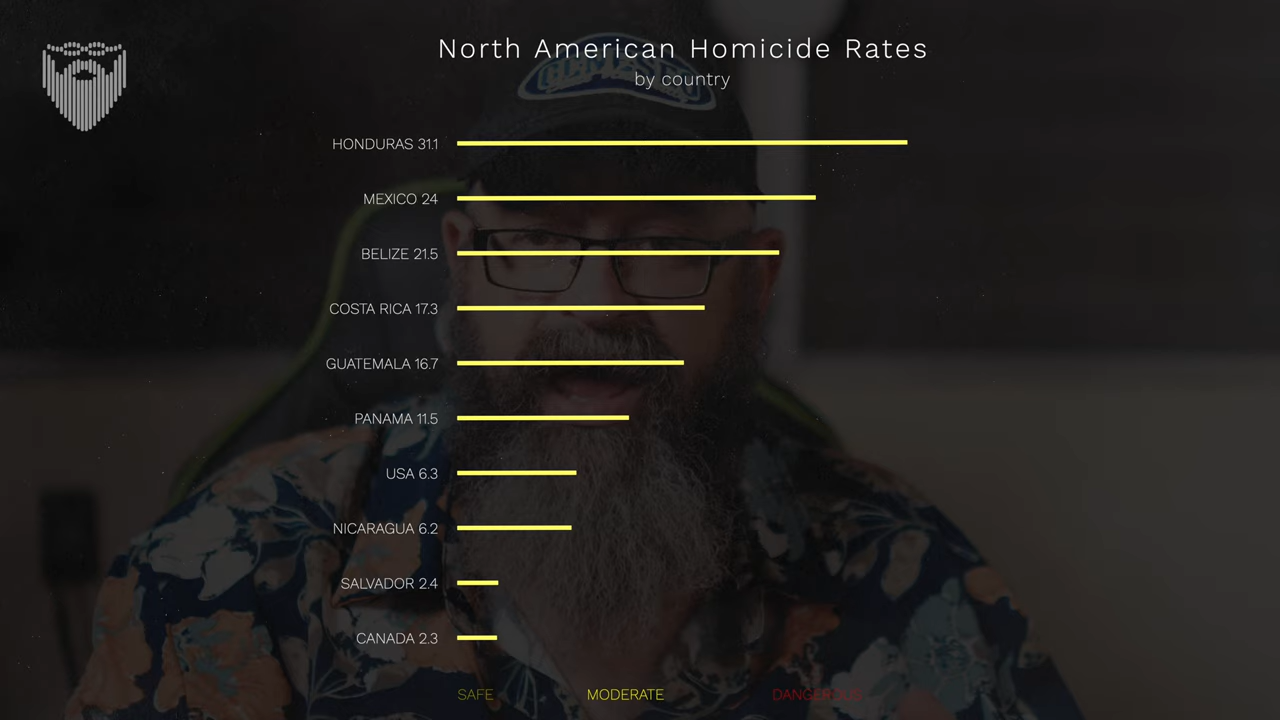 North American Homicide Rates
by country
HONDURAS 31.1
MEXICO 24
BELIZE 21.5
COSTA RICA 17.3
GUATEMALA 16.7
PANAMA 11.5
USA 6.3
NICARAGUA 6.2
SALVADOR 2.4
CANADA 2.3
SAFE MODERATE DANGEROUS